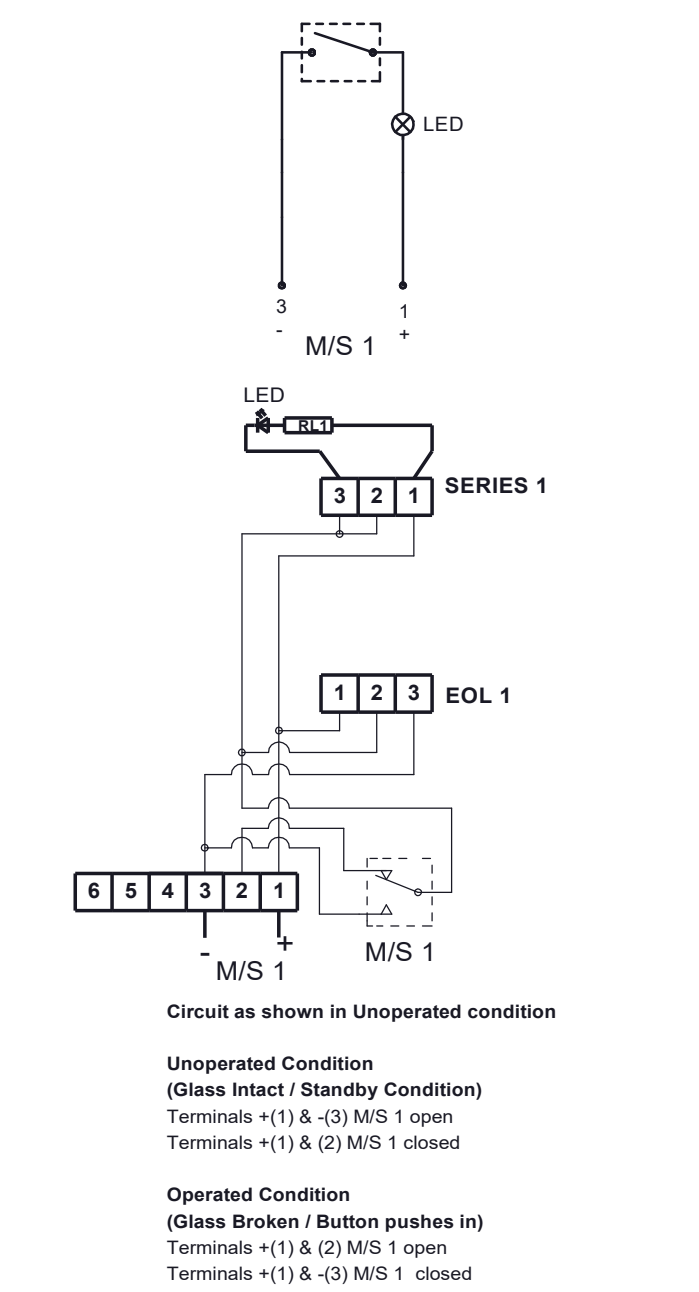 LED
3
1
-
+
M/S 1
LED
RL1
3 2 1 SERIES 1
1 2 3 EOL 1
6 5 4 3 2 1
- +
M/S 1
M/S 1
Circuit as shown in Unoperated condition
Unoperated Condition
(Glass Intact / Standby Condition)
Terminals +(1) & -(3) M/S 1 open
Terminals +(1) & (2) M/S 1 closed
Operated Condition
(Glass Broken / Button pushes in)
Terminals +(1) & (2) M/S 1 open
Terminals +(1) & -(3) M/S 1 closed